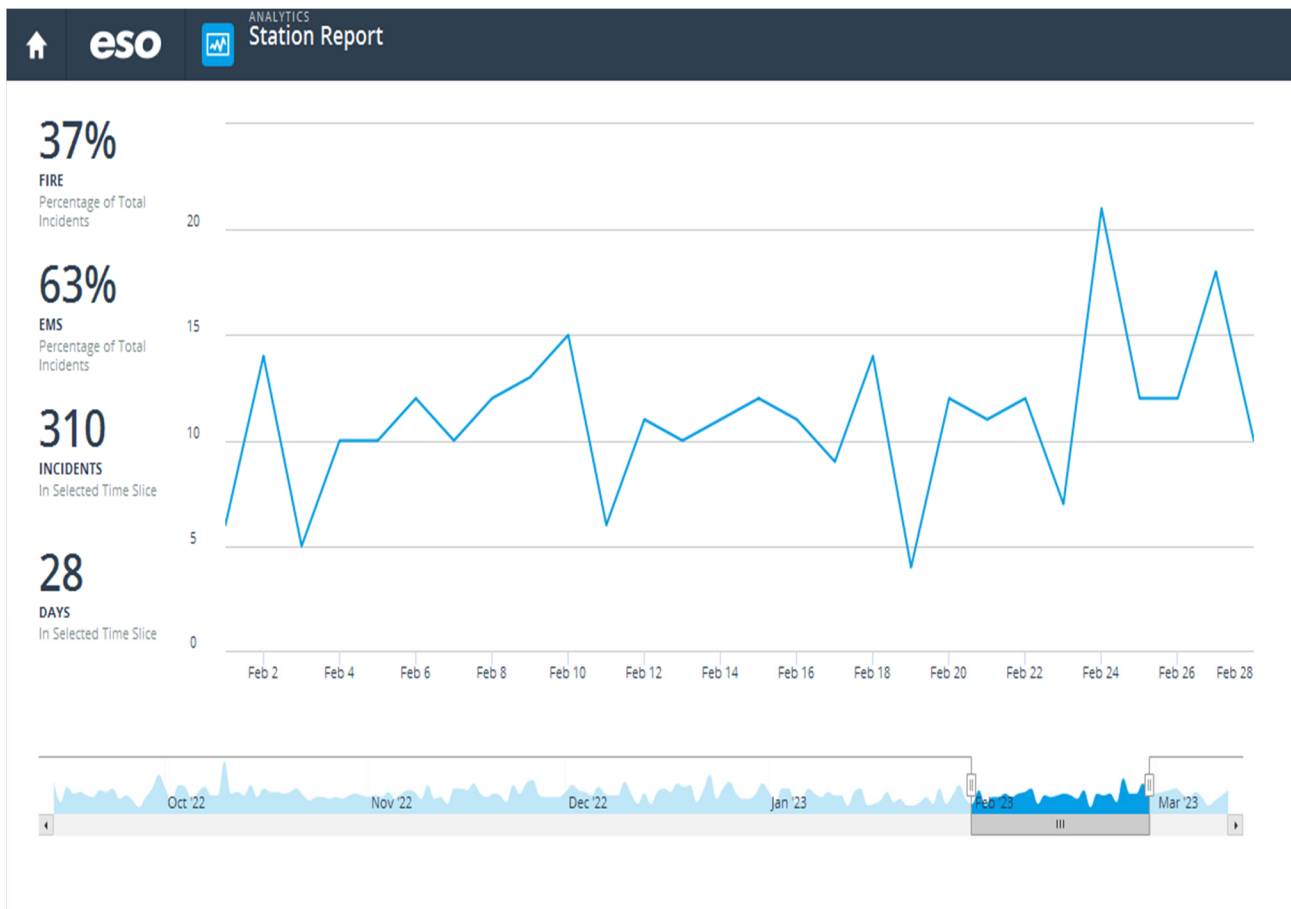 ANALYTICS
eso
Station Report
37%
FIRE
Percentage of Total
Incidents
63%
EMS
Percentage of Total
Incidents
310
INCIDENTS
In Selected Time Slice
28
DAYS
In Selected Time Slice
20
15
10
5
0
Feb 2 Feb 4 Feb 6 Feb 8 Feb 10 Feb 12 Feb 14 Feb 16 Feb 18 Feb 20 Feb 22 Feb 24 Feb 26 Feb 28
Oct '22 Nov '22 Dec '22 Jan '23 Feb '23 Mar '23